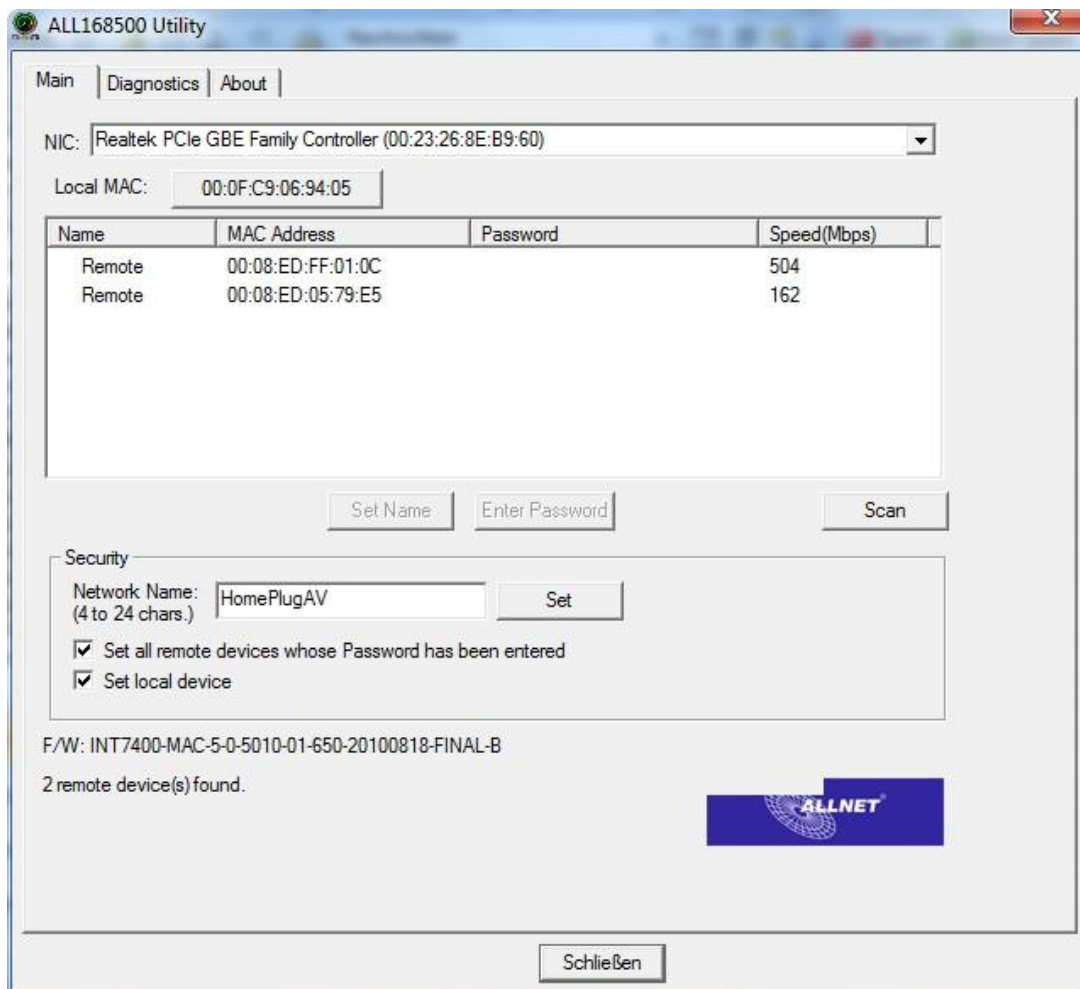 ALL168500 Utility
Main Diagnostics About
NIC: Realtek PCIe GBE Family Controller (00:23:26:8E:B9:60)
Local MAC: 00:0F:C9:06:94:05
Name MAC Address Password Speed(Mbps)
Remote 00:08:ED:FF:01:0C 504
Remote 00:08:ED:05:79:E5 162
Set Name Enter Password Scan
Security
Network Name: HomePlugAV Set
(4 to 24 chars.)
Set all remote devices whose Password has been entered
Set local device
F/W: INT7400-MAC-5-0-5010-01-650-20100818-FINAL-B
2 remote device(s) found.
ALLNET®
Schließen